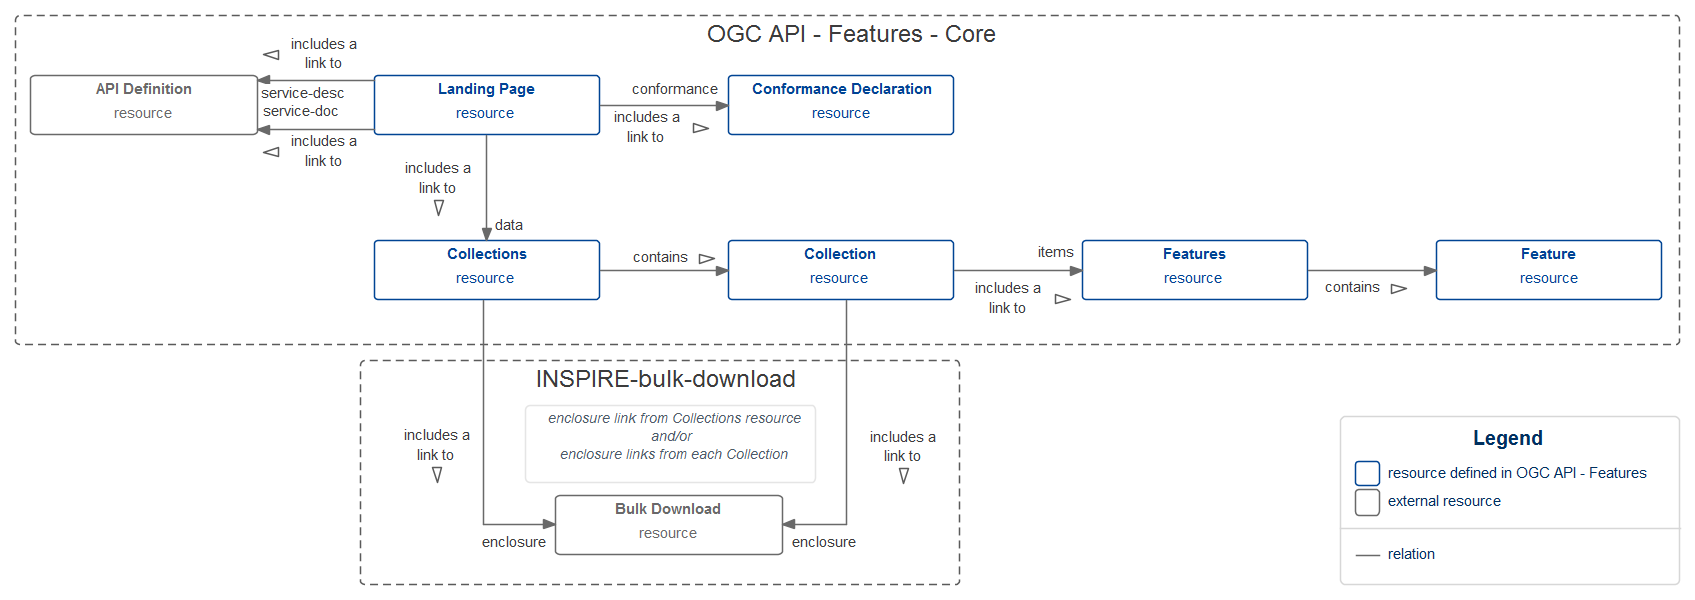 OGC API - Features - Core
includes a
link to
API Definition
resource
service-desc
service-doc
includes a
link to
Landing Page
resource
conformance
includes a
link to
Conformance Declaration
resource
includes a
link to
data
Collections
resource
contains
Collection
resource
items
includes a
link to
Features
resource
contains
Feature
resource
INSPIRE-bulk-download
enclosure link from Collections resource
and/or
enclosure links from each Collection
includes a
link to
includes a
link to
Bulk Download
resource
enclosure
enclosure
Legend
resource defined in OGC API - Features
external resource
relation